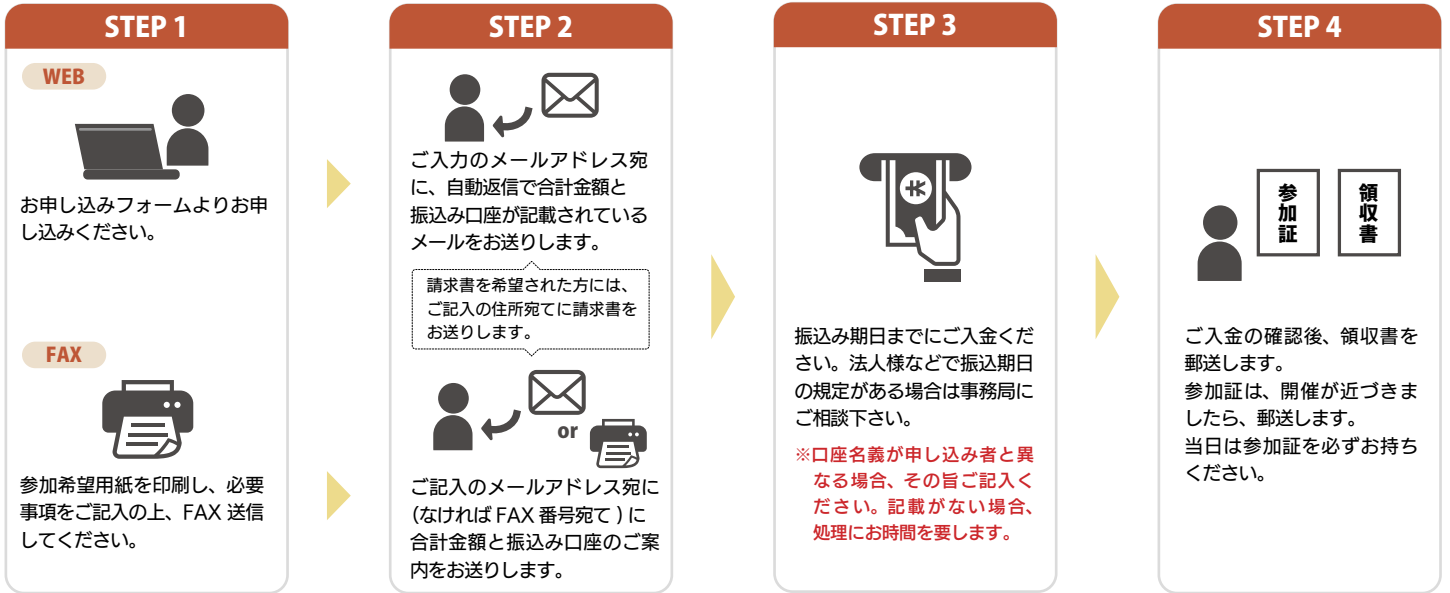 STEP 1
WEB
お申し込みフォームよりお申
し込みください。
FAX
参加希望用紙を印刷し、必要
事項をご記入の上、FAX 送信
してください。
STEP 2
ご入力のメールアドレス宛
に、自動返信で合計金額と
振込み口座が記載されている
メールをお送りします。
請求書を希望された方には、
ご記入の住所宛てに請求書を
お送りします。
or
ご記入のメールアドレス宛に
(なければ FAX 番号宛て ) に
合計金額と振込み口座のご案
内をお送りします。
STEP 3
振込み期日までにご入金くだ
さい。法人様などで振込期日
の規定がある場合は事務局に
ご相談下さい。
※口座名義が申し込み者と異
なる場合、その旨ご記入く
ださい。記載がない場合、
処理にお時間を要します。
STEP 4
参加証
領収書
ご入金の確認後、領収書を
郵送します。
参加証は、開催が近づきま
したら、郵送します。
当日は参加証を必ずお持ち
ください。